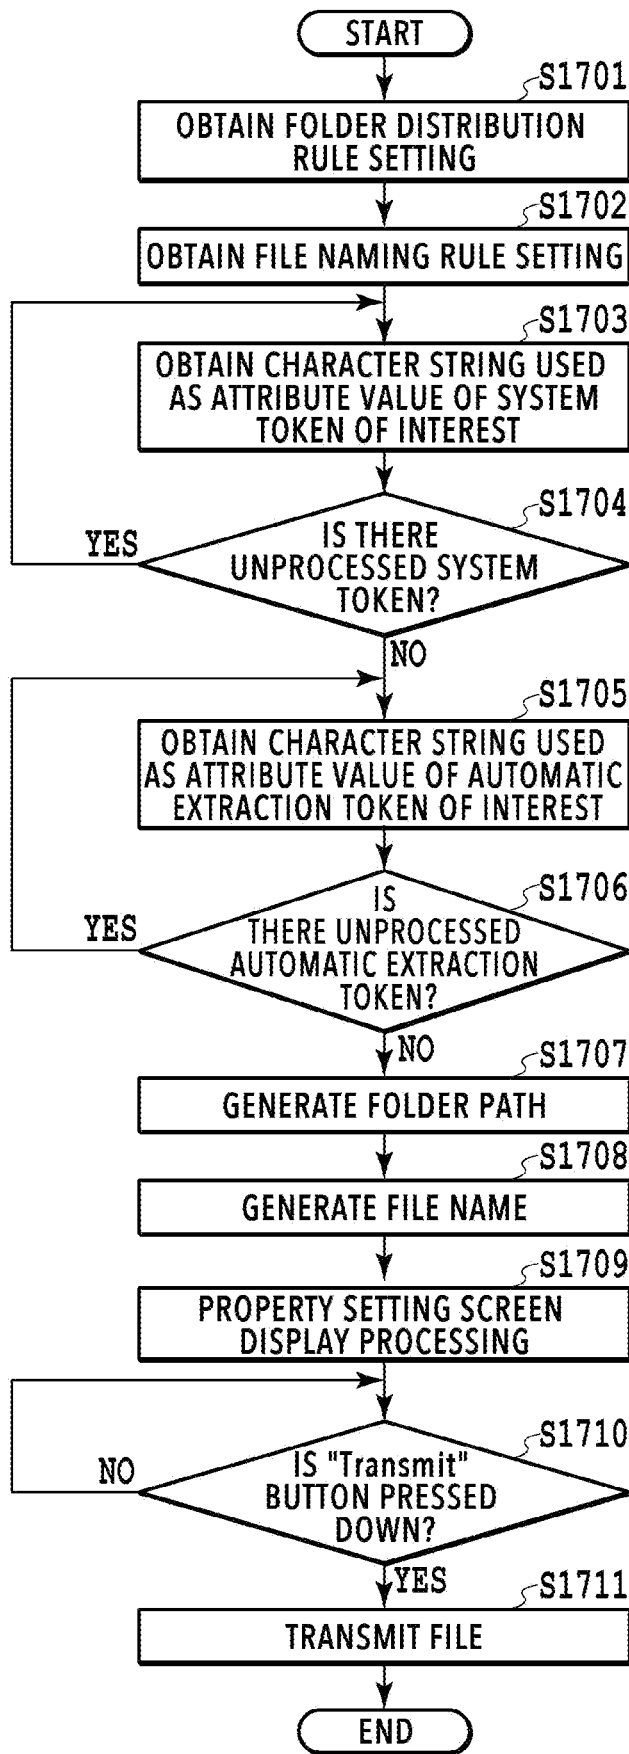 START
S1701
OBTAIN FOLDER DISTRIBUTION
RULE SETTING
S1702
OBTAIN FILE NAMING RULE SETTING
S1703
OBTAIN CHARACTER STRING USED
AS ATTRIBUTE VALUE OF SYSTEM
TOKEN OF INTEREST
S1704
IS THERE
UNPROCESSED SYSTEM
TOKEN?
YES
NO
S1705
OBTAIN CHARACTER STRING USED
AS ATTRIBUTE VALUE OF AUTOMATIC
EXTRACTION TOKEN OF INTEREST
S1706
IS
THERE UNPROCESSED
AUTOMATIC EXTRACTION
TOKEN?
YES
NO
S1707
GENERATE FOLDER PATH
S1708
GENERATE FILE NAME
S1709
PROPERTY SETTING SCREEN
DISPLAY PROCESSING
S1710
IS "Transmit"
BUTTON PRESSED
DOWN?
NO
YES
S1711
TRANSMIT FILE
END